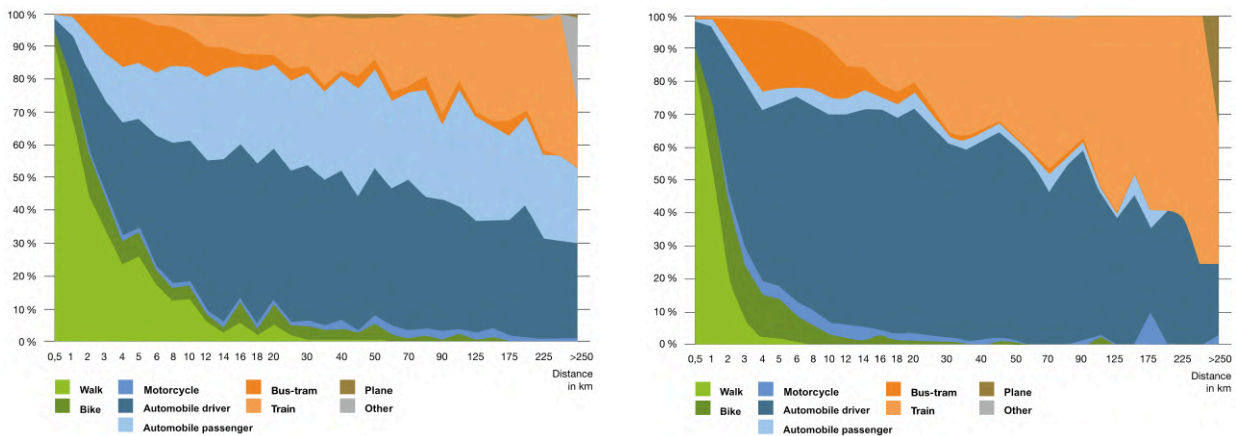 100 %
90 %
80 %
70 %
60 %
50 %
40 %
30 %
20 %
10 %
0 %
0,5 1 2 3 4 5 6 8 10 12 14 16 18 20 30 40 50 70 90 125 175 225 >250
Distance
in km
Walk Motorcycle Bus-tram Plane
Bike Automobile driver Train Other
Automobile passenger
100 %
90 %
80 %
70 %
60 %
50 %
40 %
30 %
20 %
10 %
0 %
0,5 1 2 3 4 5 6 8 10 12 14 16 18 20 30 40 50 70 90 125 175 225 >250
Distance
in km
Walk Motorcycle Bus-tram Plane
Bike Automobile driver Train Other
Automobile passenger